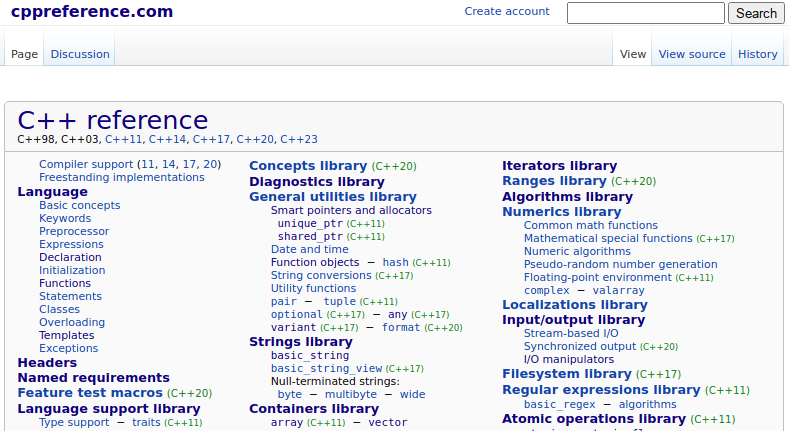 cppreference.com
Create account
Search
Page Discussion
View View source History
C++ reference
C++98, C++03, C++11, C++14, C++17, C++20, C++23
Compiler support (11, 14, 17, 20)
Freestanding implementations
Language
Basic concepts
Keywords
Preprocessor
Expressions
Declaration
Initialization
Functions
Statements
Classes
Overloading
Templates
Exceptions
Headers
Named requirements
Feature test macros (C++20)
Language support library
Type support − traits (C++11)
Concepts library (C++20)
Diagnostics library
General utilities library
Smart pointers and allocators
unique_ptr (C++11)
shared_ptr (C++11)
Date and time
Function objects − hash (C++11)
String conversions (C++17)
Utility functions
pair − tuple (C++11)
optional (C++17) − any (C++17)
variant (C++17) − format (C++20)
Strings library
basic_string
basic_string_view (C++17)
Null-terminated strings:
byte − multibyte − wide
Containers library
array (C++11) − vector
Iterators library
Ranges library (C++20)
Algorithms library
Numerics library
Common math functions
Mathematical special functions (C++17)
Numeric algorithms
Pseudo-random number generation
Floating-point environment (C++11)
complex − valarray
Localizations library
Input/output library
Stream-based I/O
Synchronized output (C++20)
I/O manipulators
Filesystem library (C++17)
Regular expressions library (C++11)
basic_regex − algorithms
Atomic operations library (C++11)